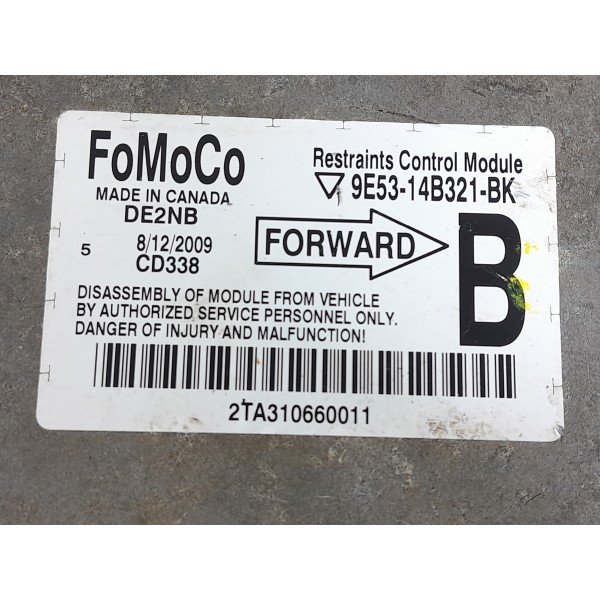 FoMoCo
MADE IN CANADA
DE2NB
5 8/12/2009
CD338
Restraints Control Module
9E53-14B321-BK
FORWARD
B
DISASSEMBLY OF MODULE FROM VEHICLE
BY AUTHORIZED SERVICE PERSONNEL ONLY.
DANGER OF INJURY AND MALFUNCTION!
2TA310660011